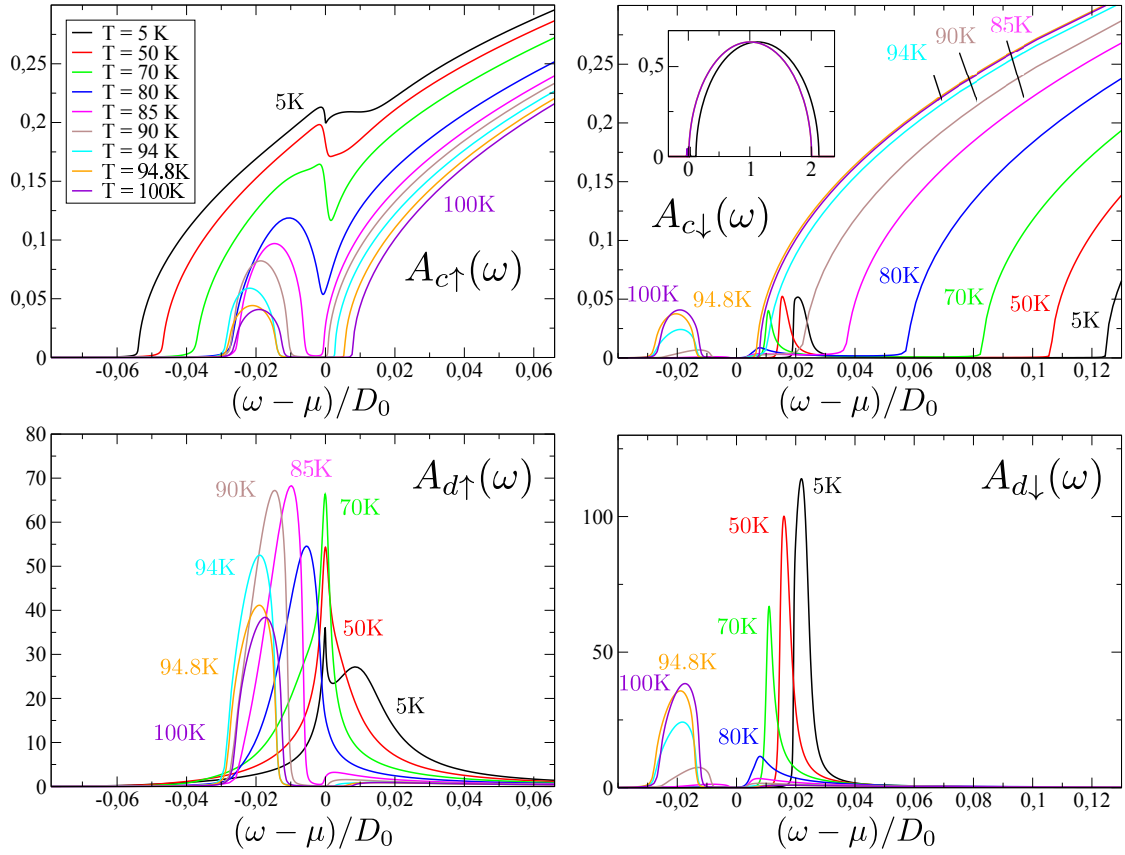 T = 5 K
T = 50 K
T = 70 K
T = 80 K
T = 85 K
T = 90 K
T = 94 K
T = 94.8K
T = 100K
5K
100K
A_{c↑}(ω)
0,25
0,2
0,15
0,1
0,05
0
-0,06 -0,04 -0,02 0 0,02 0,04 0,06
(ω − μ)/D_0
94K
90K
85K
0,5
0
0 1 2
A_{c↓}(ω)
100K
94.8K
80K
70K
50K
5K
0,25
0,2
0,15
0,1
0,05
0
-0,02 0 0,02 0,04 0,06 0,08 0,1 0,12
(ω − μ)/D_0
80
70
60
50
40
30
20
10
0
85K
90K
70K
94K
50K
94.8K
5K
100K
A_{d↑}(ω)
-0,06 -0,04 -0,02 0 0,02 0,04 0,06
(ω − μ)/D_0
100
50
0
5K
50K
70K
94.8K
100K
80K
A_{d↓}(ω)
-0,02 0 0,02 0,04 0,06 0,08 0,1 0,12
(ω − μ)/D_0